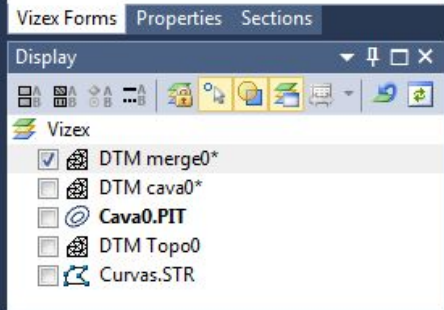 Vizex Forms Properties Sections
Display
Vizex
DTM merge0*
DTM cava0*
Cava0.PIT
DTM Topo0
Curvas.STR